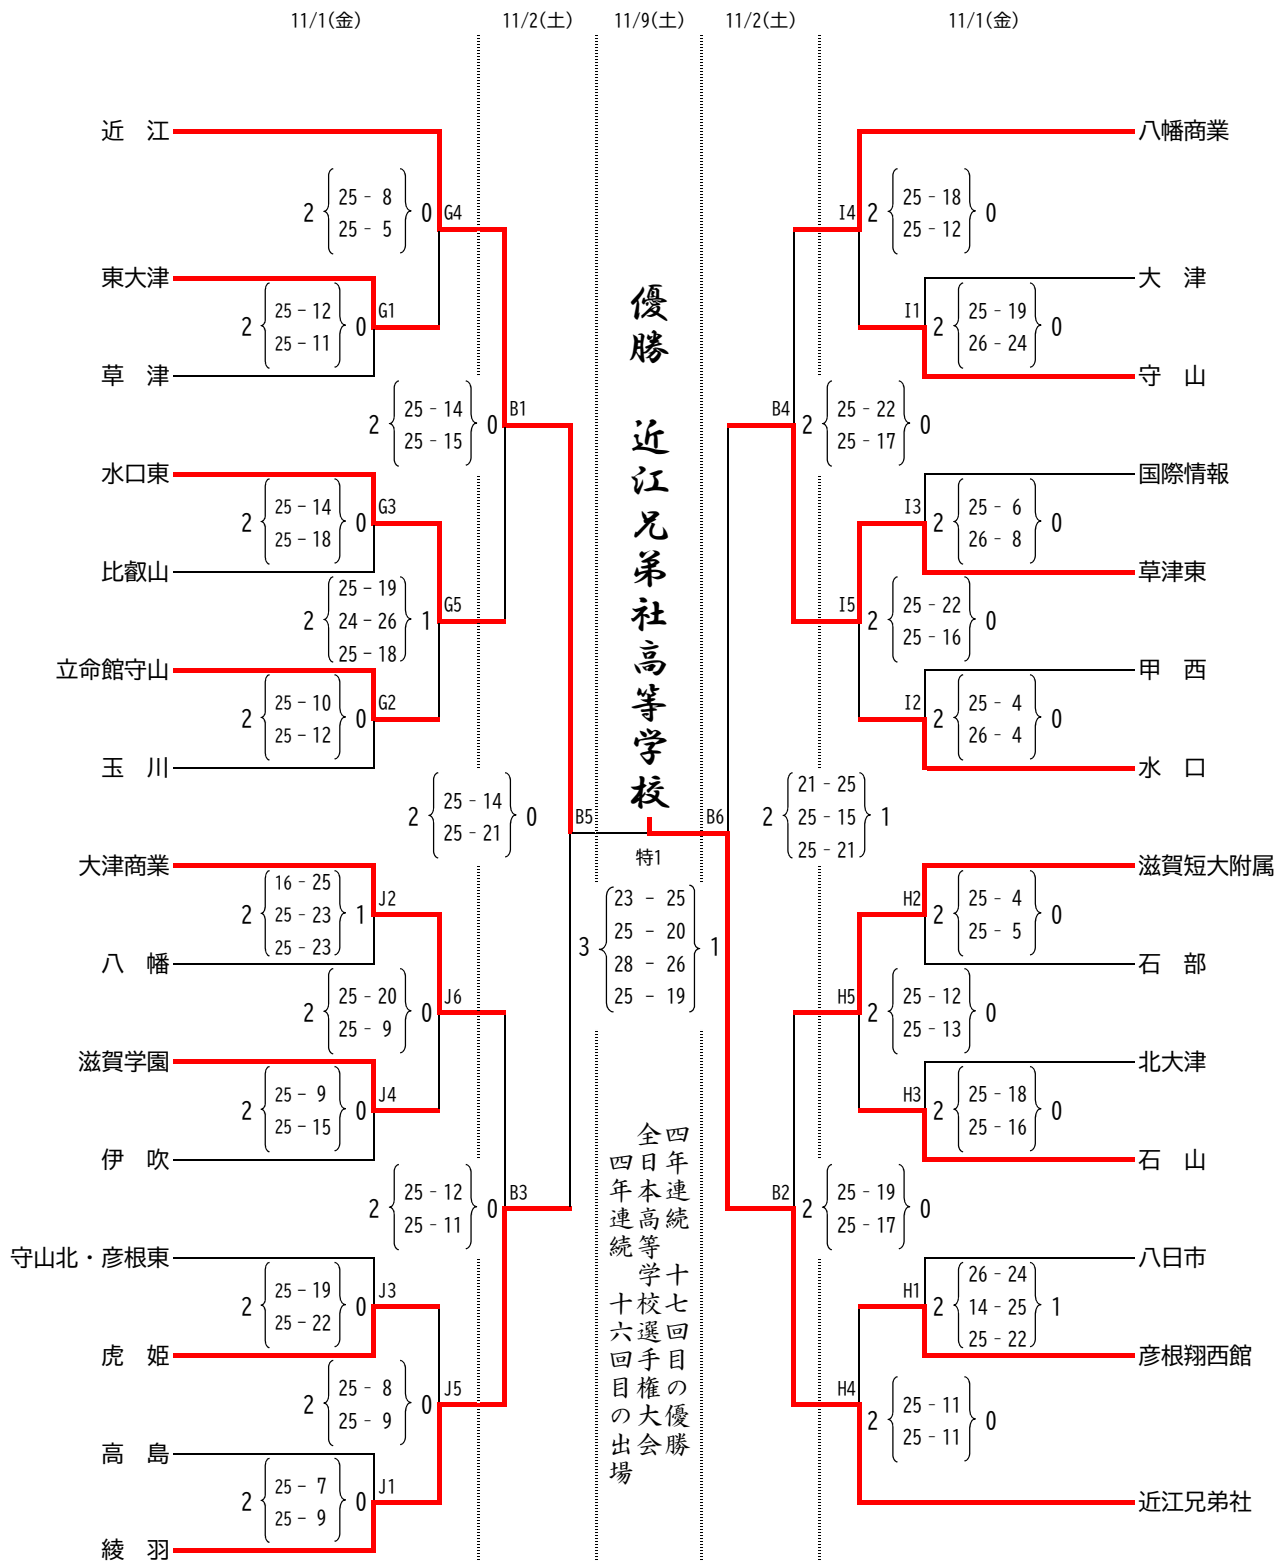 11/1(金) 11/2(土) 11/9(土) 11/2(土) 11/1(金)
近　江
2 25 - 8 0 G4
25 - 5
東大津
2 25 - 12 0 G1
25 - 11
草　津
2 25 - 14 0 B1
25 - 15
水口東
2 25 - 14 0 G3
25 - 18
比叡山
25 - 19
2 24 - 26 1 G5
25 - 18
立命館守山
2 25 - 10 0 G2
25 - 12
玉　川
2 25 - 14 0 B5
25 - 21
大津商業
16 - 25
2 25 - 23 1 J2
25 - 23
八　幡
2 25 - 20 0 J6
25 - 9
滋賀学園
2 25 - 9 0 J4
25 - 15
伊　吹
2 25 - 12 0 B3
25 - 11
守山北・彦根東
2 25 - 19 0 J3
25 - 22
虎　姫
2 25 - 8 0 J5
25 - 9
高　島
2 25 - 7 0 J1
25 - 9
綾　羽
優勝　近江兄弟社高等学校
特1
23 - 25
25 - 20
3 28 - 26 1
25 - 19
四年連続　十七回目の優勝
全日本高等学校選手権大会
四年連続　十六回目の出場
八幡商業
I4 2 25 - 18 0
25 - 12
大　津
I1 2 25 - 19 0
26 - 24
守　山
B4 2 25 - 22 0
25 - 17
国際情報
I3 2 25 - 6 0
26 - 8
草津東
I5 2 25 - 22 0
25 - 16
甲　西
I2 2 25 - 4 0
26 - 4
水　口
21 - 25
B6 2 25 - 15 1
25 - 21
滋賀短大附属
H2 2 25 - 4 0
25 - 5
石　部
H5 2 25 - 12 0
25 - 13
北大津
H3 2 25 - 18 0
25 - 16
石　山
B2 2 25 - 19 0
25 - 17
八日市
26 - 24
H1 2 14 - 25 1
25 - 22
彦根翔西館
H4 2 25 - 11 0
25 - 11
近江兄弟社